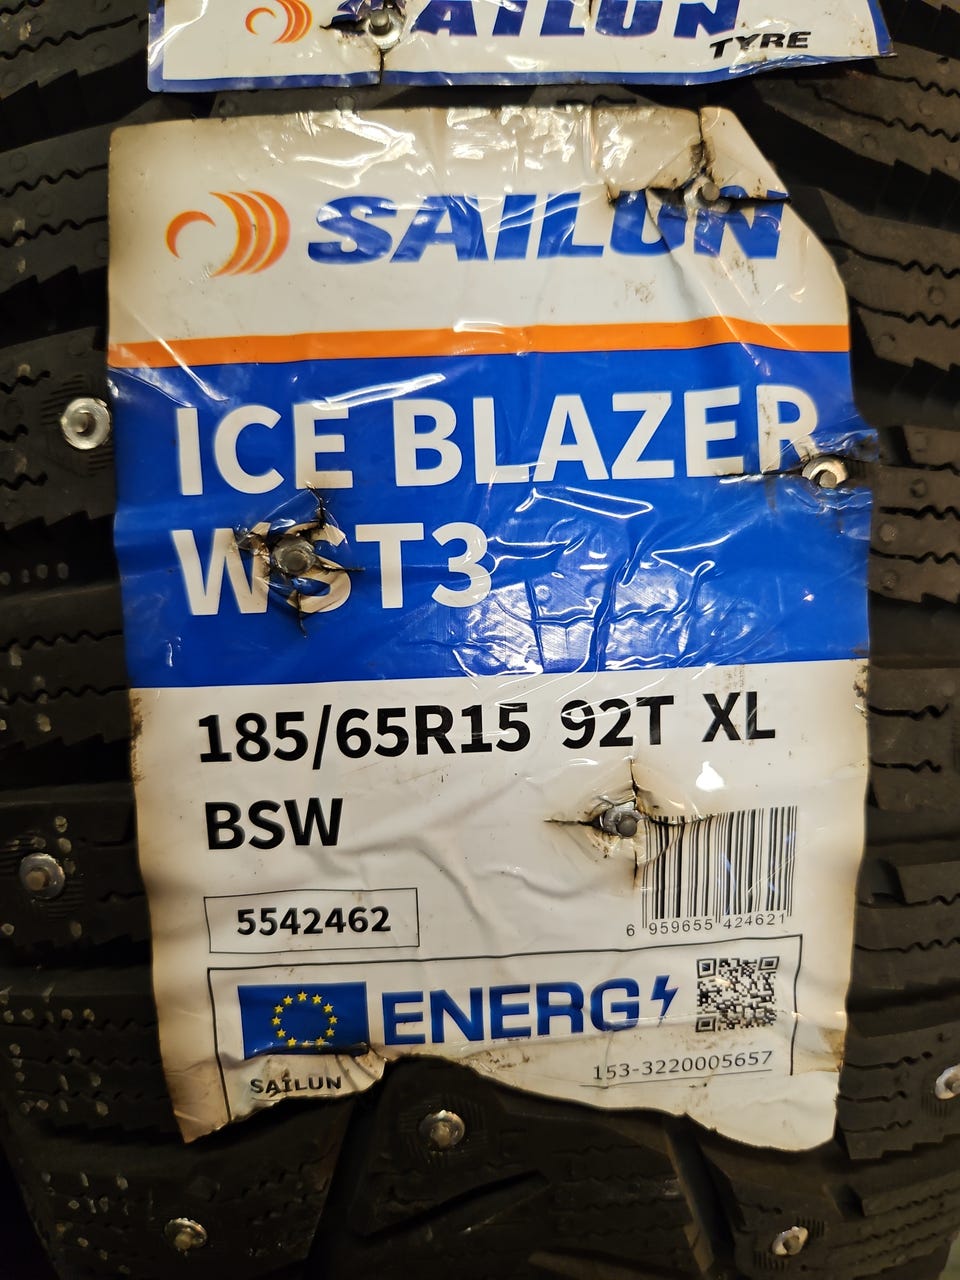 SAILUN
TYRE
SAILUN
ICE BLAZER
WST3
185/65R15 92T XL
BSW
5542462
6 959655 424621
ENERG
153-3220005657
SAILUN